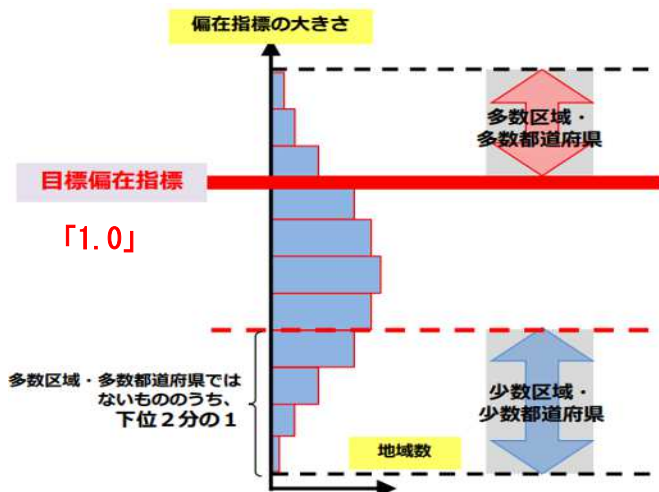 偏在指標の大きさ
多数区域・
多数都道府県
目標偏在指標
「1.0」
多数区域・多数都道府県では
ないもののうち、
下位２分の１
少数区域・
少数都道府県
地域数